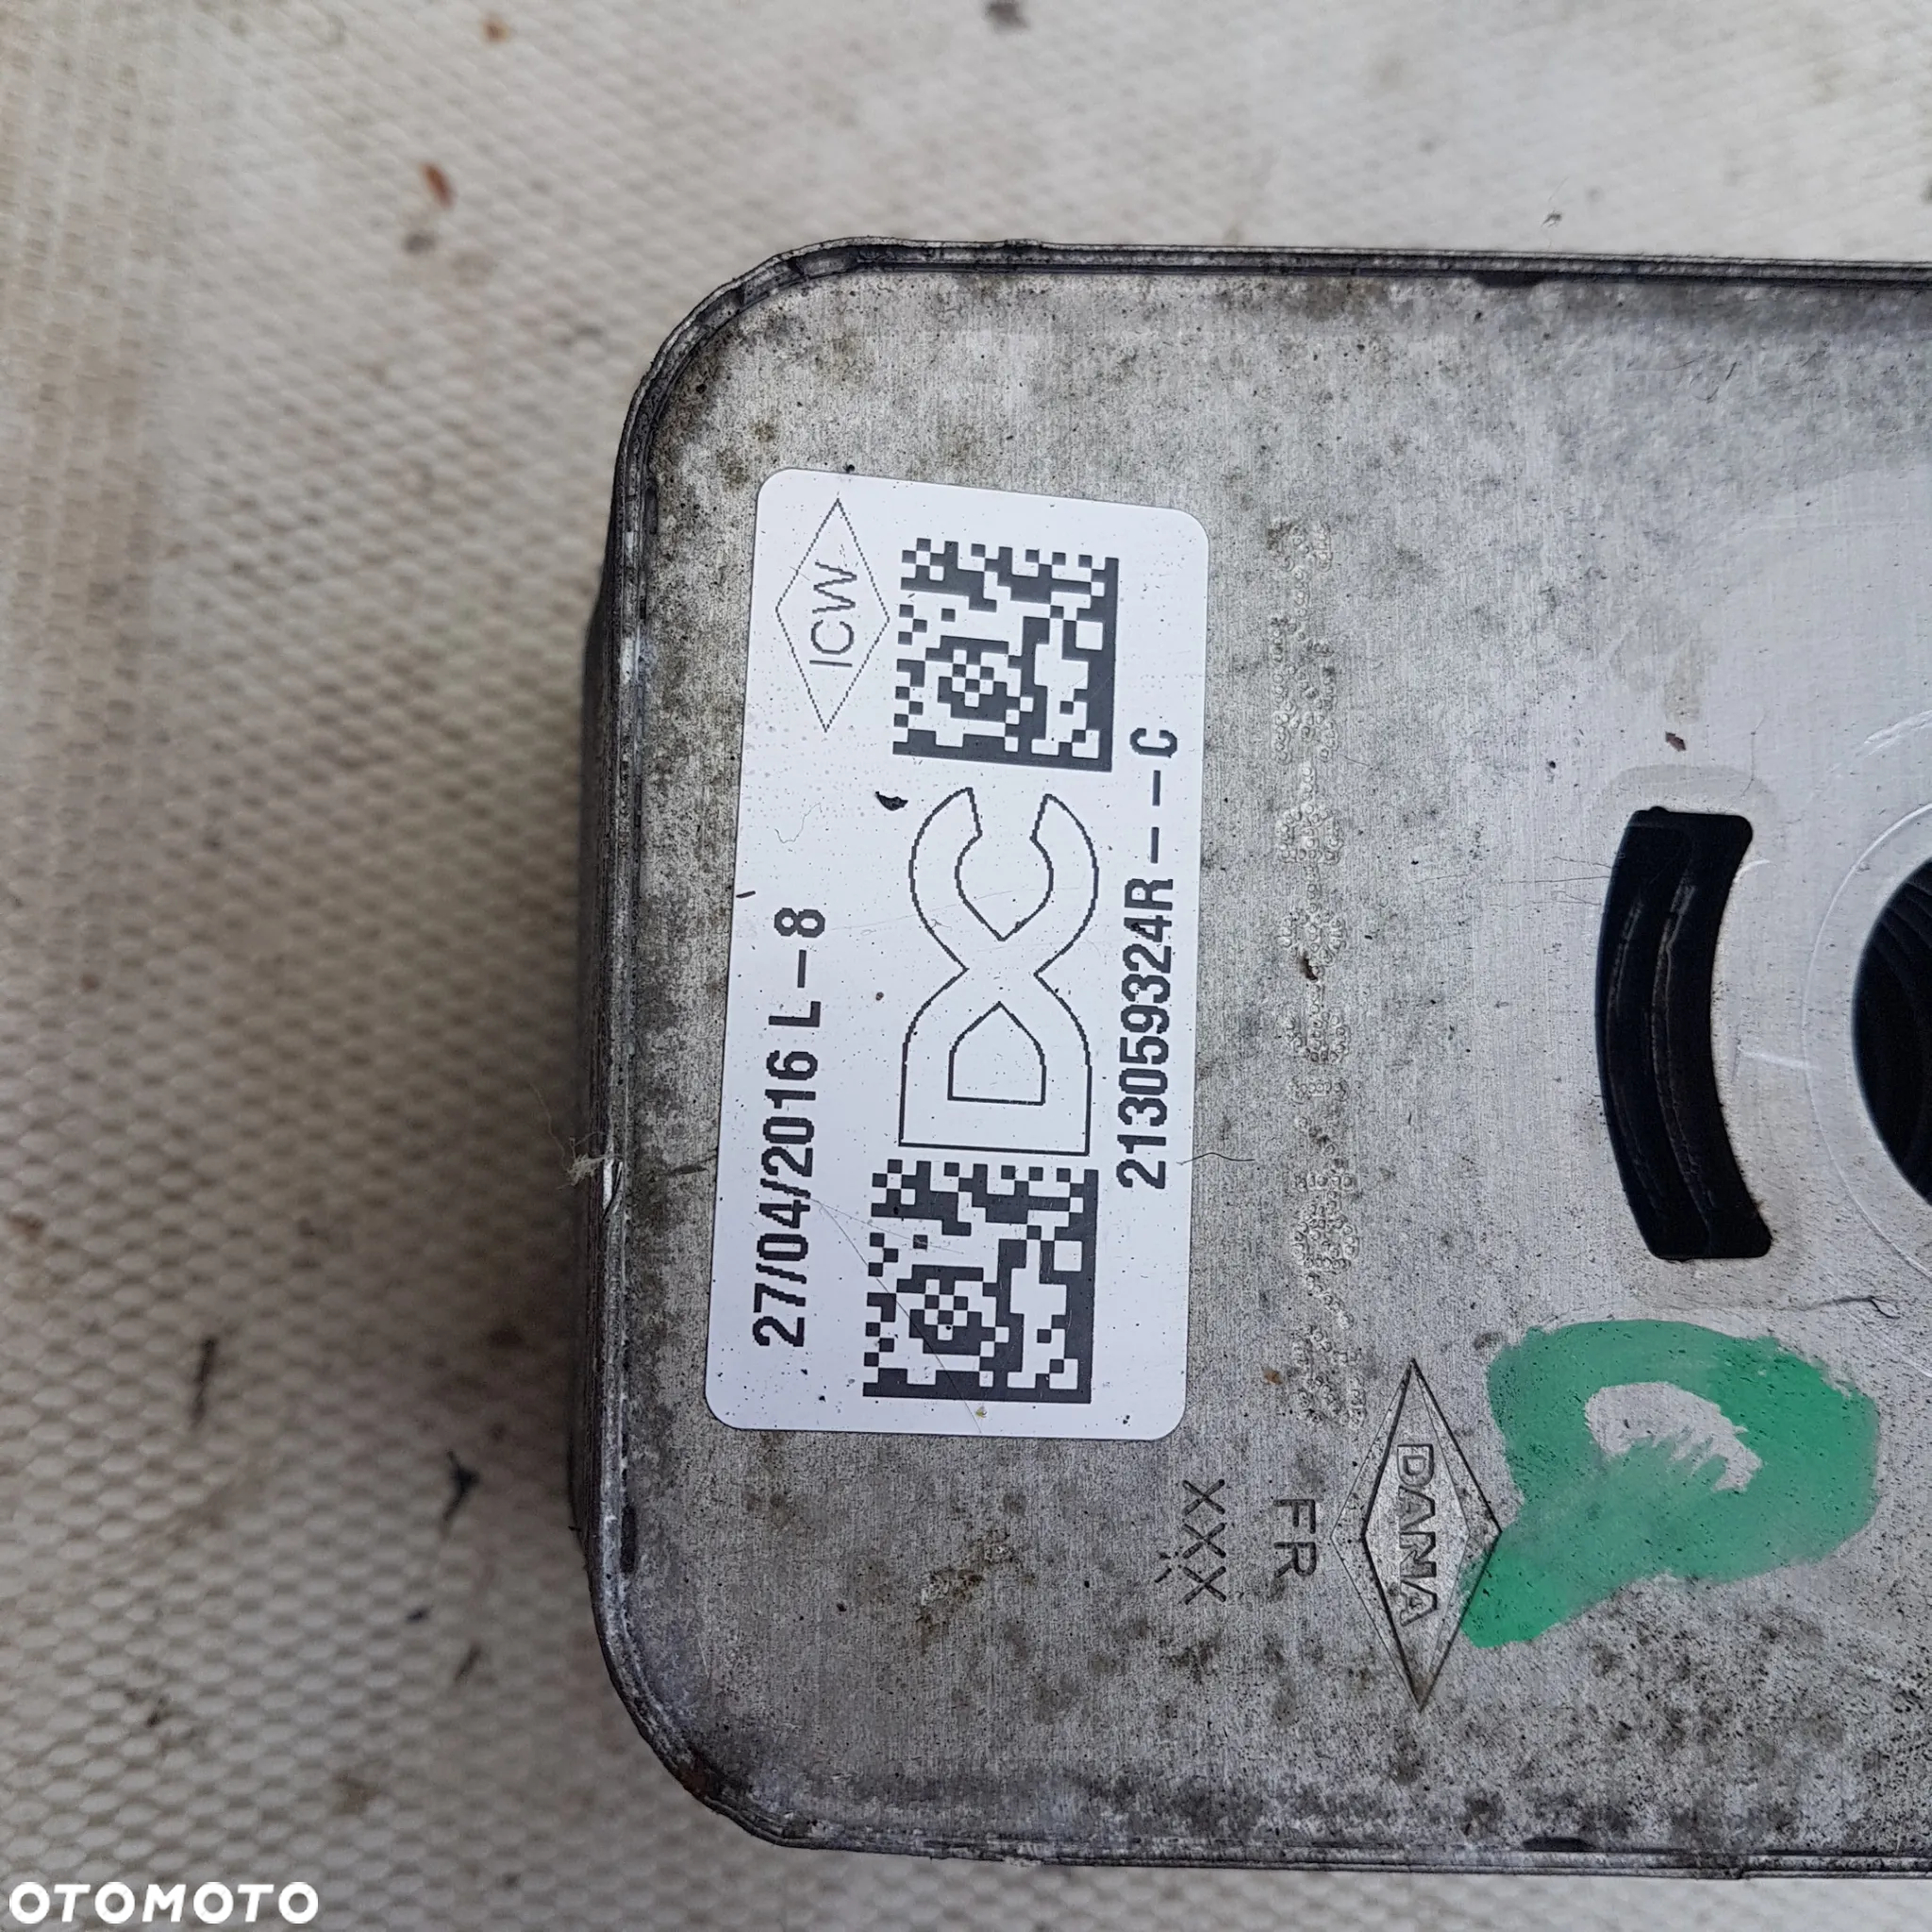 ICW
27/04/2016 L-8
DC
213059324R--C
XXX
FR
DANA
OTOMOTO